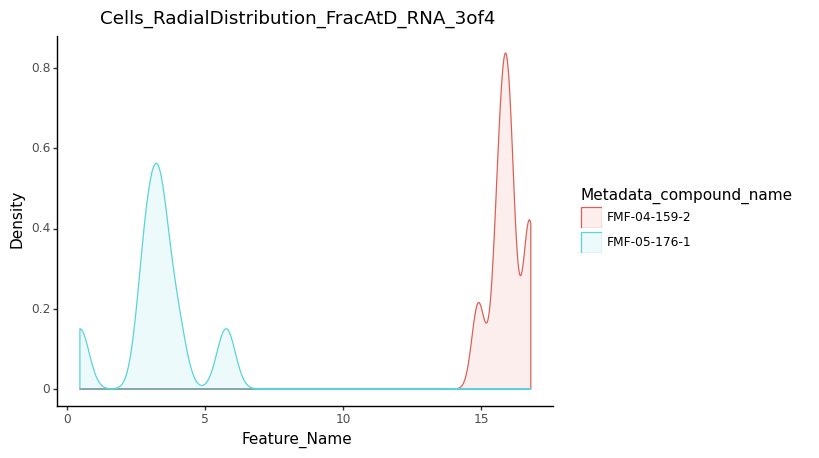 Cells_RadialDistribution_FracAtD_RNA_3of4
0.8
0.6
0.4
0.2
0
Density
0 5 10 15
Feature_Name
Metadata_compound_name
FMF-04-159-2
FMF-05-176-1